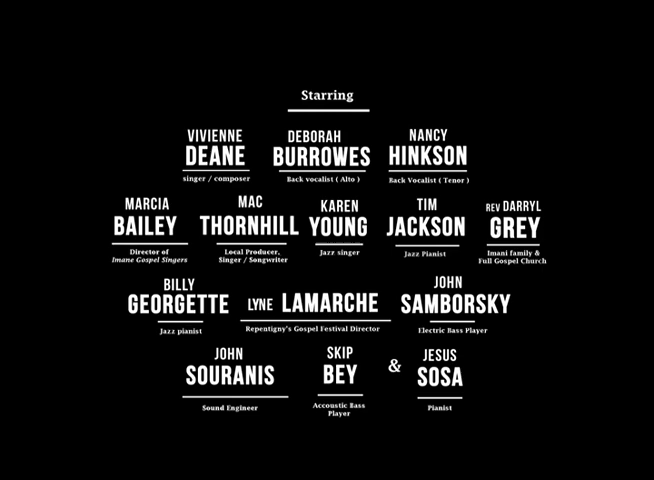 Starring
VIVIENNE
DEANE
singer / composer
DEBORAH
BURROWES
Back vocalist ( Alto )
NANCY
HINKSON
Back Vocalist ( Tenor )
MARCIA
BAILEY
Director of
Imane Gospel Singers
MAC
THORNHILL
Local Producer,
Singer / Songwriter
KAREN
YOUNG
Jazz singer
TIM
JACKSON
Jazz Pianist
REV DARRYL
GREY
Imani family &
Full Gospel Church
BILLY
GEORGETTE
Jazz pianist
LYNE LAMARCHE
Repentigny's Gospel Festival Director
JOHN
SAMBORSKY
Electric Bass Player
JOHN
SOURANIS
Sound Engineer
SKIP
BEY
Accoustic Bass
Player
&
JESUS
SOSA
Pianist